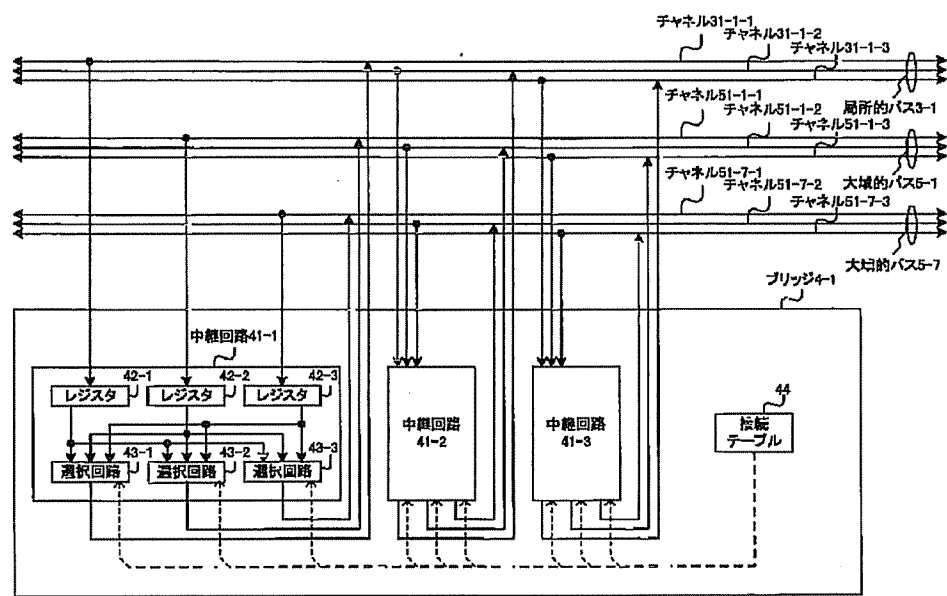 チャネル31-1-1
チャネル31-1-2
チャネル31-1-3
局所的バス3-1
チャネル51-1-1
チャネル51-1-2
チャネル51-1-3
大域的バス5-1
チャネル51-7-1
チャネル51-7-2
チャネル51-7-3
大域的バス5-7
ブリッジ4-1
中継回路41-1
42-1
42-2
42-3
レジスタ
レジスタ
レジスタ
43-1
43-2
43-3
選択回路
選択回路
選択回路
中継回路
41-2
中継回路
41-3
44
接続
テーブル